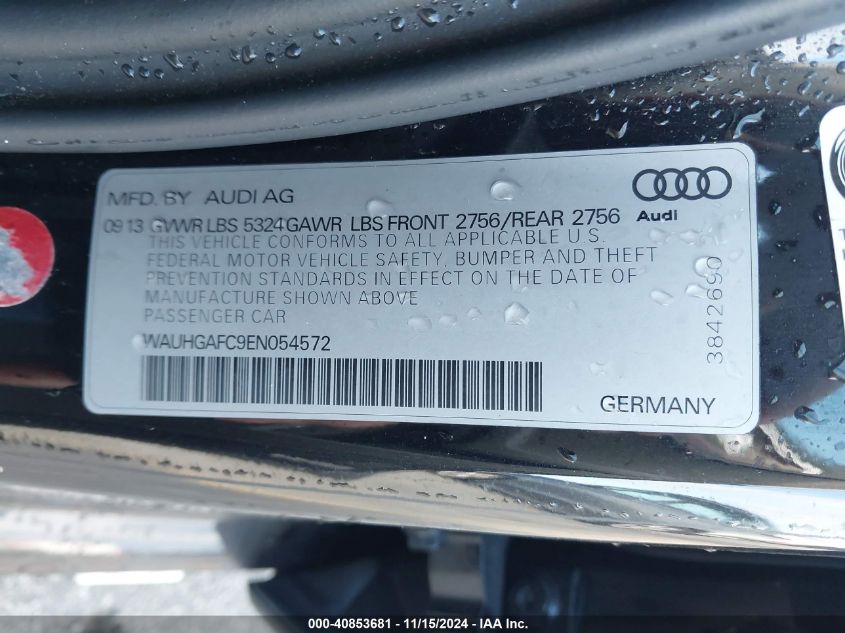 MFD. BY AUDI AG
09 13 GVWR LBS 5324 GAWR LBS FRONT 2756/REAR 2756
Audi
THIS VEHICLE CONFORMS TO ALL APPLICABLE U.S.
FEDERAL MOTOR VEHICLE SAFETY, BUMPER AND THEFT
PREVENTION STANDARDS IN EFFECT ON THE DATE OF
MANUFACTURE SHOWN ABOVE
PASSENGER CAR
WAUHGAFC9EN054572
GERMANY
3842690
000-40853681 - 11/15/2024 - IAA Inc.